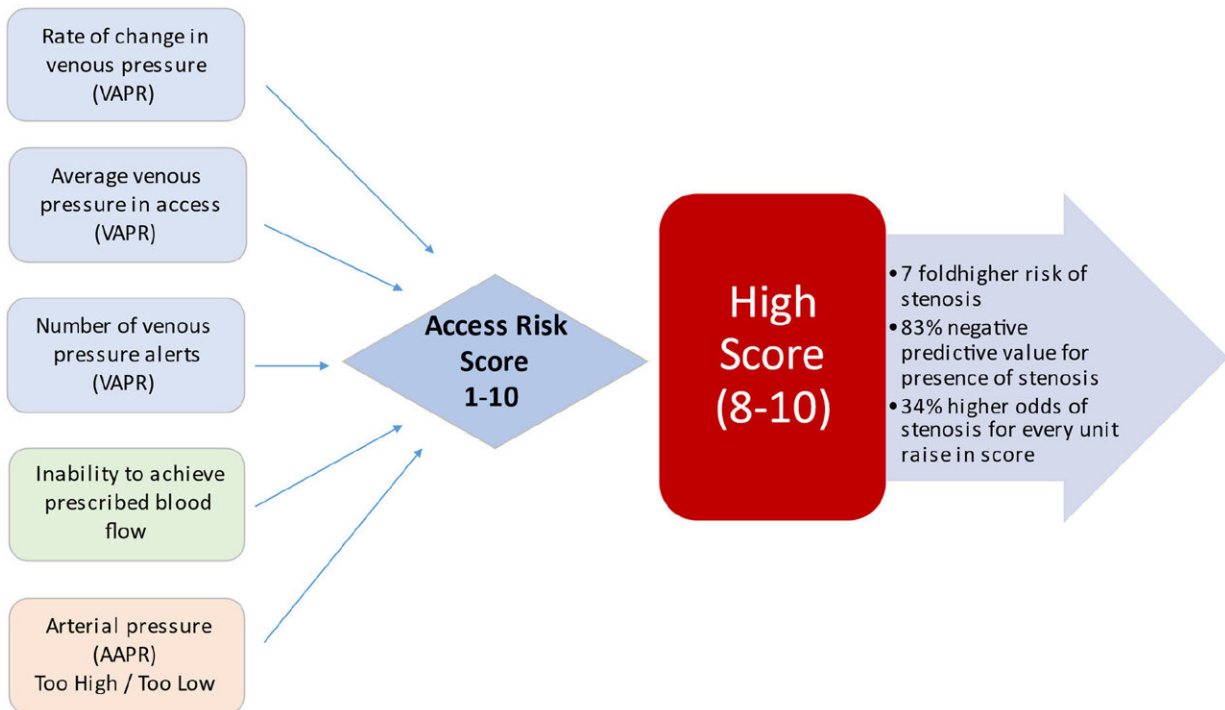 Rate of change in
venous pressure
(VAPR)
Average venous
pressure in access
(VAPR)
Number of venous
pressure alerts
(VAPR)
Inability to achieve
prescribed blood
flow
Arterial pressure
(AAPR)
Too High / Too Low
Access Risk
Score
1-10
High
Score
(8-10)
•7 foldhigher risk of
stenosis
•83% negative
predictive value for
presence of stenosis
•34% higher odds of
stenosis for every unit
raise in score